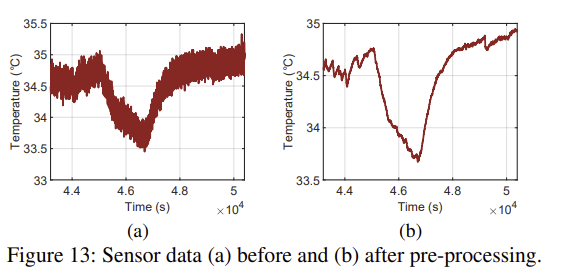 35.5
35
34.5
34
33.5
33
Temperature (°C)
4.4 4.6 4.8 5
Time (s)
×10⁴
(a)
35
34.5
34
33.5
Temperature (°C)
4.4 4.6 4.8 5
Time (s)
×10⁴
(b)
Figure 13: Sensor data (a) before and (b) after pre-processing.